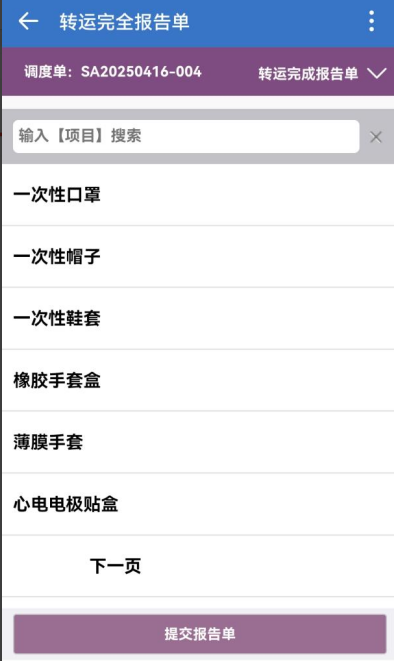 转运完全报告单
调度单：SA20250416-004 转运完成报告单
输入【项目】搜索
一次性口罩
一次性帽子
一次性鞋套
橡胶手套盒
薄膜手套
心电电极贴盒
下一页
提交报告单